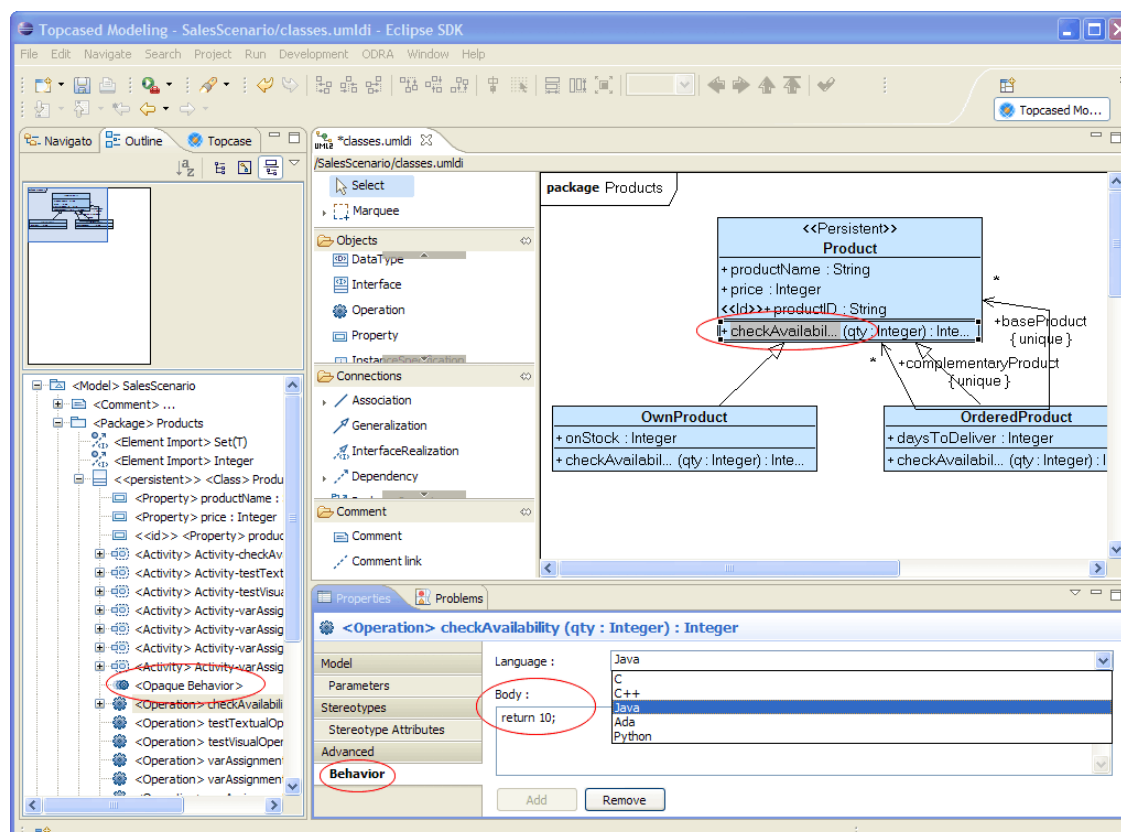 Topcased Modeling - SalesScenario/classes.umldi - Eclipse SDK
File Edit Navigate Search Project Run Development ODRA Window Help
Topcased Mo...
Navigato Outline Topcase
*classes.umldi
/SalesScenario/classes.umldi
Select
Marquee
Objects
DataType
Interface
Operation
Property
Connections
Association
Generalization
InterfaceRealization
Dependency
Comment
Comment
Comment link
package Products
<<Persistent>>
Product
+ productName : String
+ price : Integer
<<Id>>+ productID : String
+ checkAvailabil... (qty : Integer) : Inte...
*
+baseProduct
{ unique }
* +complementaryProduct
{ unique }
OwnProduct
+ onStock : Integer
+ checkAvailabil... (qty : Integer) : Inte...
OrderedProduct
+ daysToDeliver : Integer
+ checkAvailabil... (qty : Integer) : I
<Model> SalesScenario
<Comment> ...
<Package> Products
<Element Import> Set(T)
<Element Import> Integer
<<persistent>> <Class> Produ
<Property> productName :
<Property> price : Integer
<<id>> <Property> produc
<Activity> Activity-checkAv
<Activity> Activity-testText
<Activity> Activity-testVisua
<Activity> Activity-varAssig
<Activity> Activity-varAssig
<Activity> Activity-varAssig
<Activity> Activity-varAssig
<Opaque Behavior>
<Operation> checkAvailabili
<Operation> testTextualOp
<Operation> testVisualOper
<Operation> varAssignment
<Operation> varAssignment
Properties Problems
<Operation> checkAvailability (qty : Integer) : Integer
Model
Parameters
Stereotypes
Stereotype Attributes
Advanced
Behavior
Language : Java
C
C++
Java
Ada
Python
Body :
return 10;
Add Remove